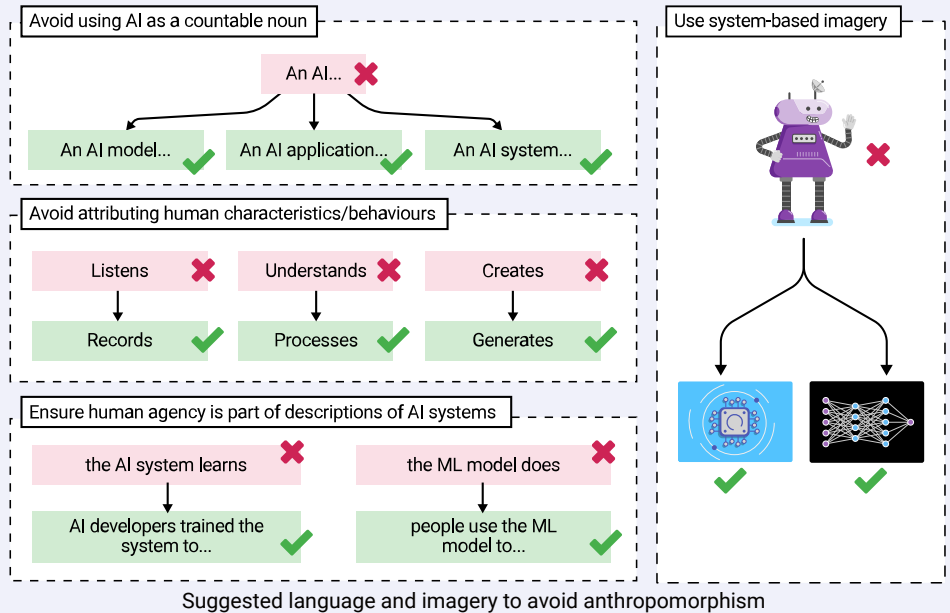 Avoid using AI as a countable noun
An AI...
An AI model...
An AI application...
An AI system...
Avoid attributing human characteristics/behaviours
Listens
Understands
Creates
Records
Processes
Generates
Ensure human agency is part of descriptions of AI systems
the AI system learns
the ML model does
AI developers trained the
system to...
people use the ML
model to...
Use system-based imagery
Suggested language and imagery to avoid anthropomorphism